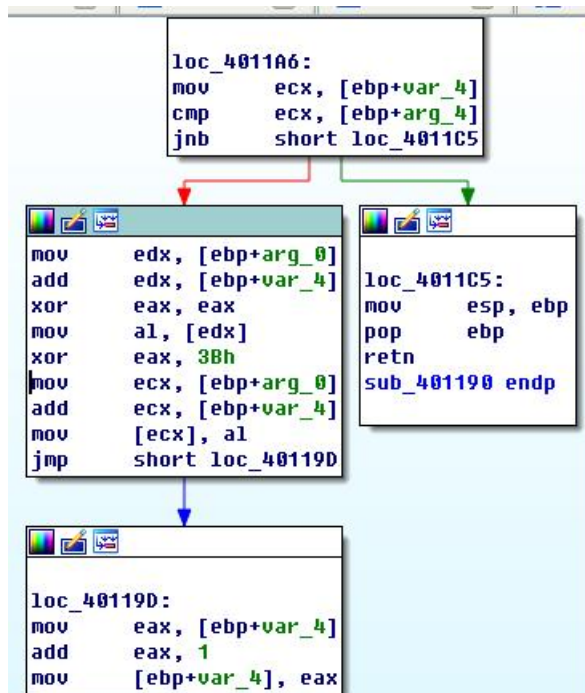 loc_4011A6:
mov ecx, [ebp+var_4]
cmp ecx, [ebp+arg_4]
jnb short loc_4011C5
mov edx, [ebp+arg_0]
add edx, [ebp+var_4]
xor eax, eax
mov al, [edx]
xor eax, 3Bh
mov ecx, [ebp+arg_0]
add ecx, [ebp+var_4]
mov [ecx], al
jmp short loc_40119D
loc_4011C5:
mov esp, ebp
pop ebp
retn
sub_401190 endp
loc_40119D:
mov eax, [ebp+var_4]
add eax, 1
mov [ebp+var_4], eax